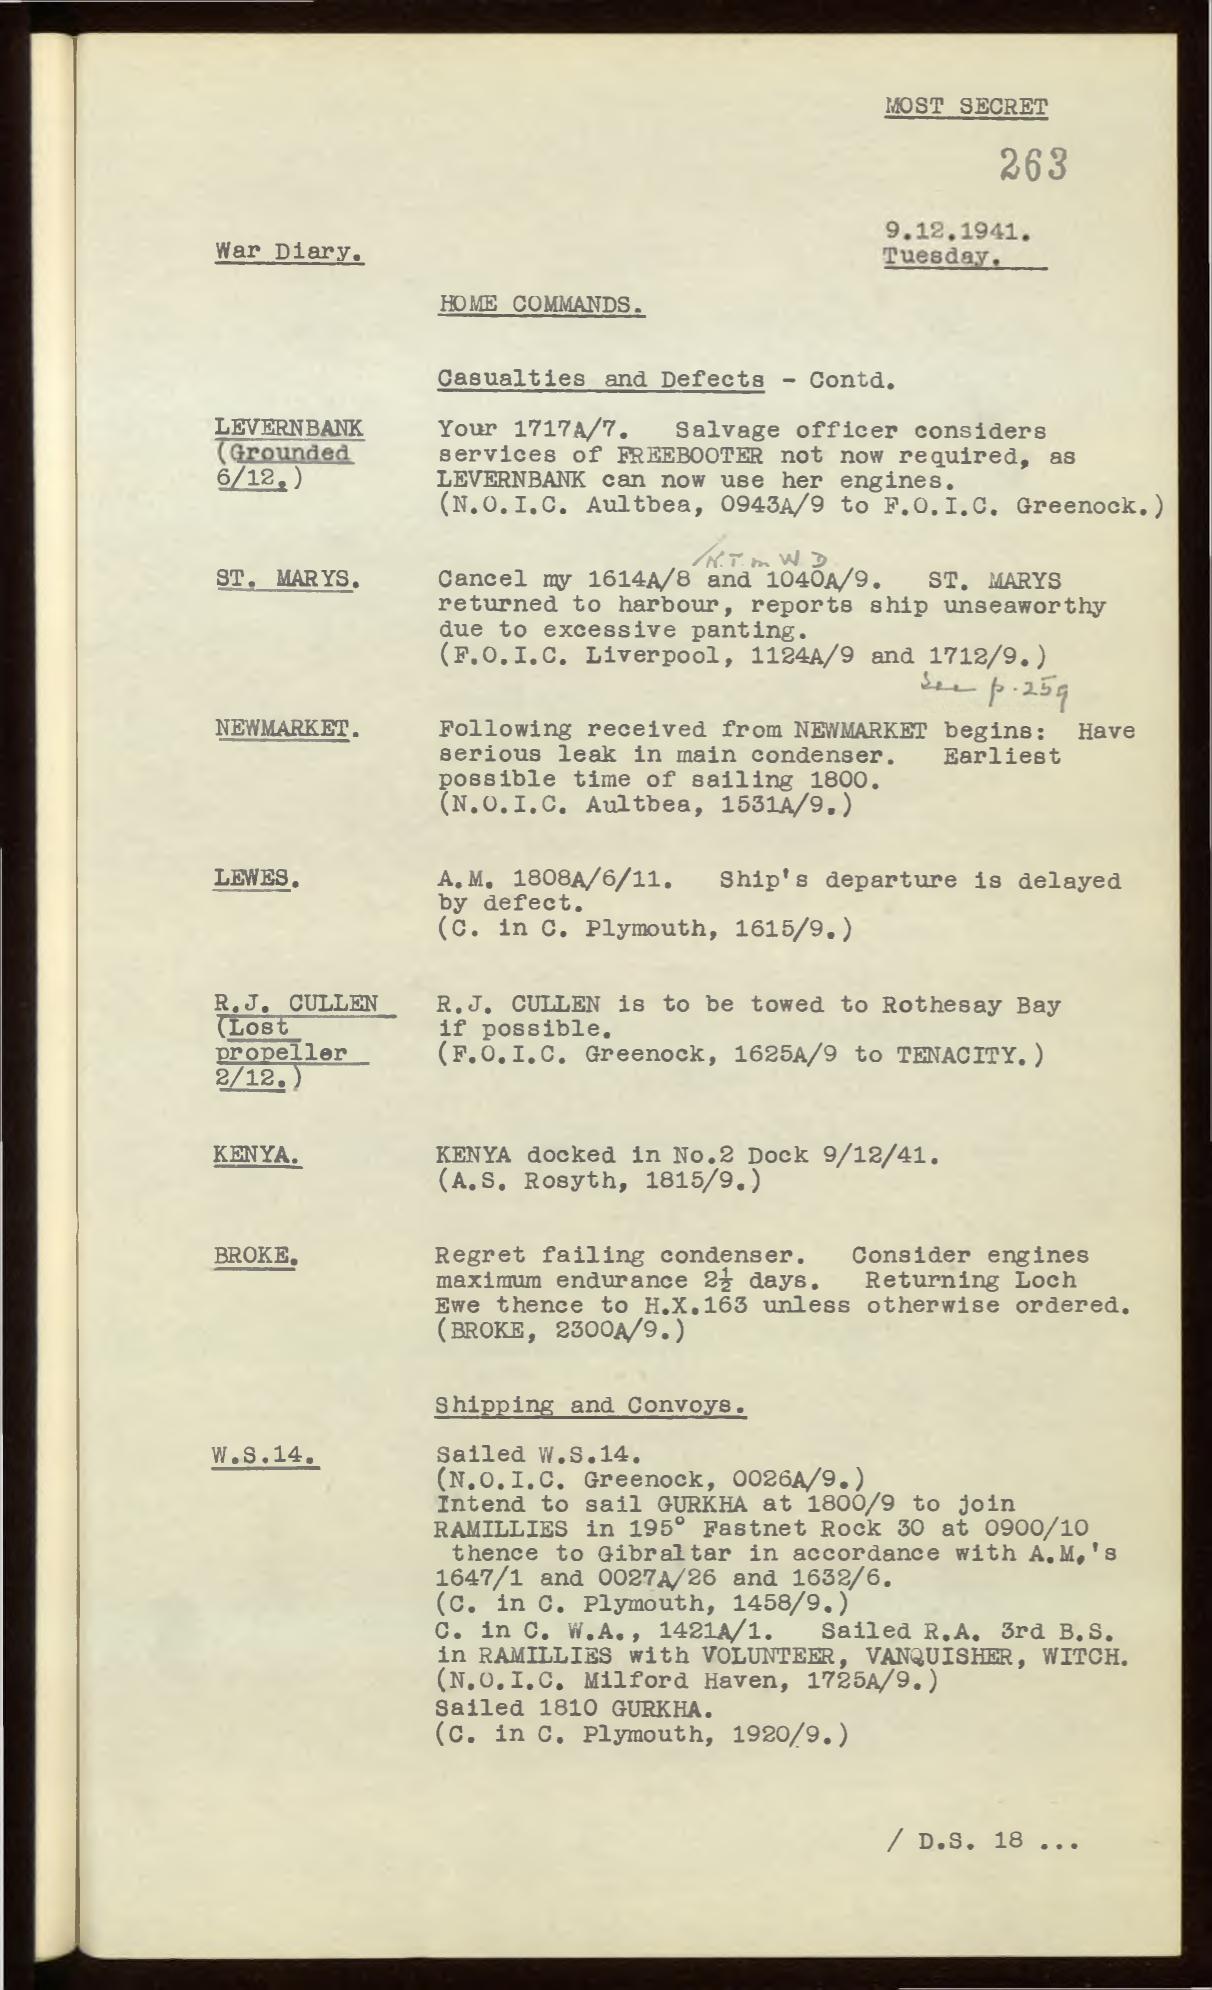 MOST SECRET
263
9.12.1941.
War Diary.
Tuesday.
HOME COMMANDS.
Casualties and Defects - Contd.
LEVERNBANK
(Grounded
6/12.)
Your 1717A/7. Salvage officer considers
services of FREEBOOTER not now required, as
LEVERNBANK can now use her engines.
(N.O.I.C. Aultbea, 0943A/9 to F.O.I.C. Greenock.)
/N.T. in W D
ST. MARYS.
Cancel my 1614A/8 and 1040A/9. ST. MARYS
returned to harbour, reports ship unseaworthy
due to excessive panting.
(F.O.I.C. Liverpool, 1124A/9 and 1712/9.)
See p.259
NEWMARKET.
Following received from NEWMARKET begins: Have
serious leak in main condenser. Earliest
possible time of sailing 1800.
(N.O.I.C. Aultbea, 1531A/9.)
LEWES.
A.M. 1808A/6/11. Ship's departure is delayed
by defect.
(C. in C. Plymouth, 1615/9.)
R.J. CULLEN
(Lost
propeller
2/12.)
R.J. CULLEN is to be towed to Rothesay Bay
if possible.
(F.O.I.C. Greenock, 1625A/9 to TENACITY.)
KENYA.
KENYA docked in No.2 Dock 9/12/41.
(A.S. Rosyth, 1815/9.)
BROKE.
Regret failing condenser. Consider engines
maximum endurance 2½ days. Returning Loch
Ewe thence to H.X.163 unless otherwise ordered.
(BROKE, 2300A/9.)
Shipping and Convoys.
W.S.14.
Sailed W.S.14.
(N.O.I.C. Greenock, 0026A/9.)
Intend to sail GURKHA at 1800/9 to join
RAMILLIES in 195° Fastnet Rock 30 at 0900/10
thence to Gibraltar in accordance with A.M.'s
1647/1 and 0027A/26 and 1632/6.
(C. in C. Plymouth, 1458/9.)
C. in C. W.A., 1421A/1. Sailed R.A. 3rd B.S.
in RAMILLIES with VOLUNTEER, VANQUISHER, WITCH.
(N.O.I.C. Milford Haven, 1725A/9.)
Sailed 1810 GURKHA.
(C. in C. Plymouth, 1920/9.)
/ D.S. 18 ...